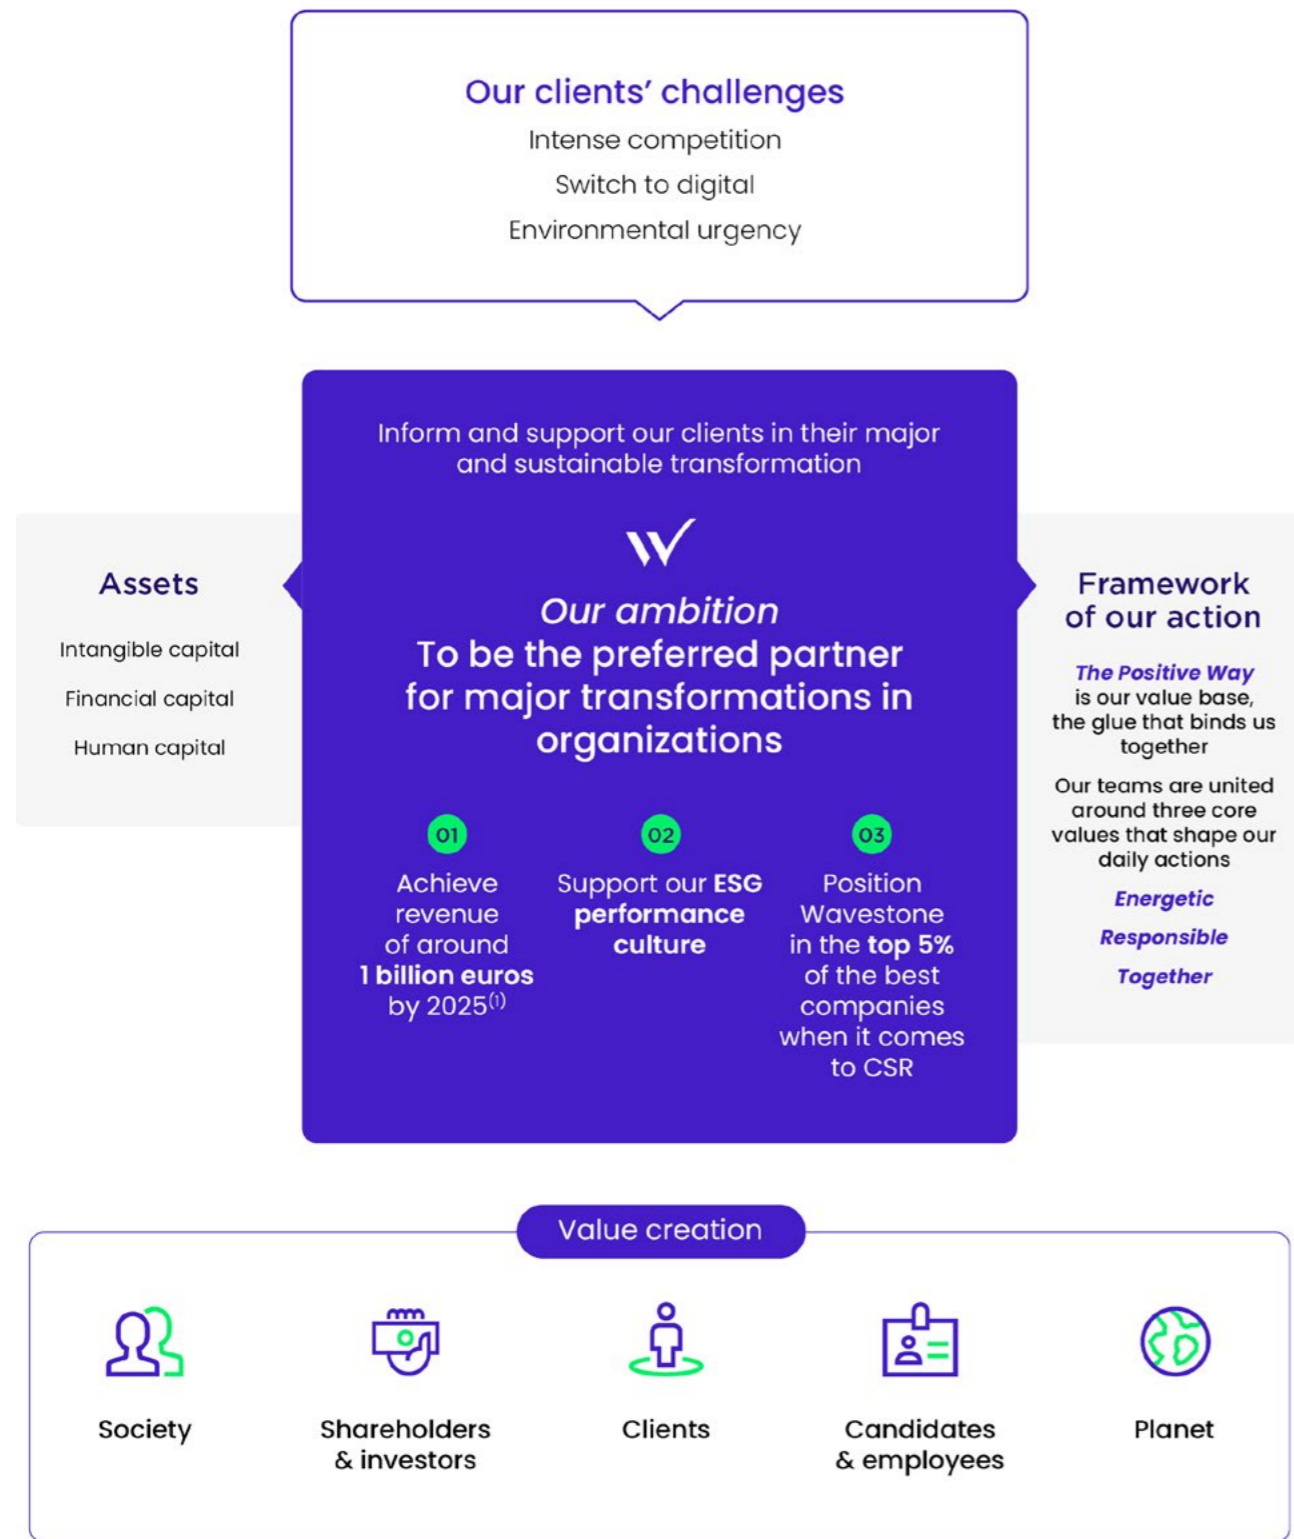 Our clients’ challenges
Intense competition
Switch to digital
Environmental urgency
Inform and support our clients in their major
and sustainable transformation
Our ambition
To be the preferred partner
for major transformations in
organizations
01
Achieve
revenue
of around
1 billion euros
by 2025(1)
02
Support our ESG
performance
culture
03
Position
Wavestone
in the top 5%
of the best
companies
when it comes
to CSR
Assets
Intangible capital
Financial capital
Human capital
Framework
of our action
The Positive Way
is our value base,
the glue that binds us
together
Our teams are united
around three core
values that shape our
daily actions
Energetic
Responsible
Together
Value creation
Society
Shareholders
& investors
Clients
Candidates
& employees
Planet